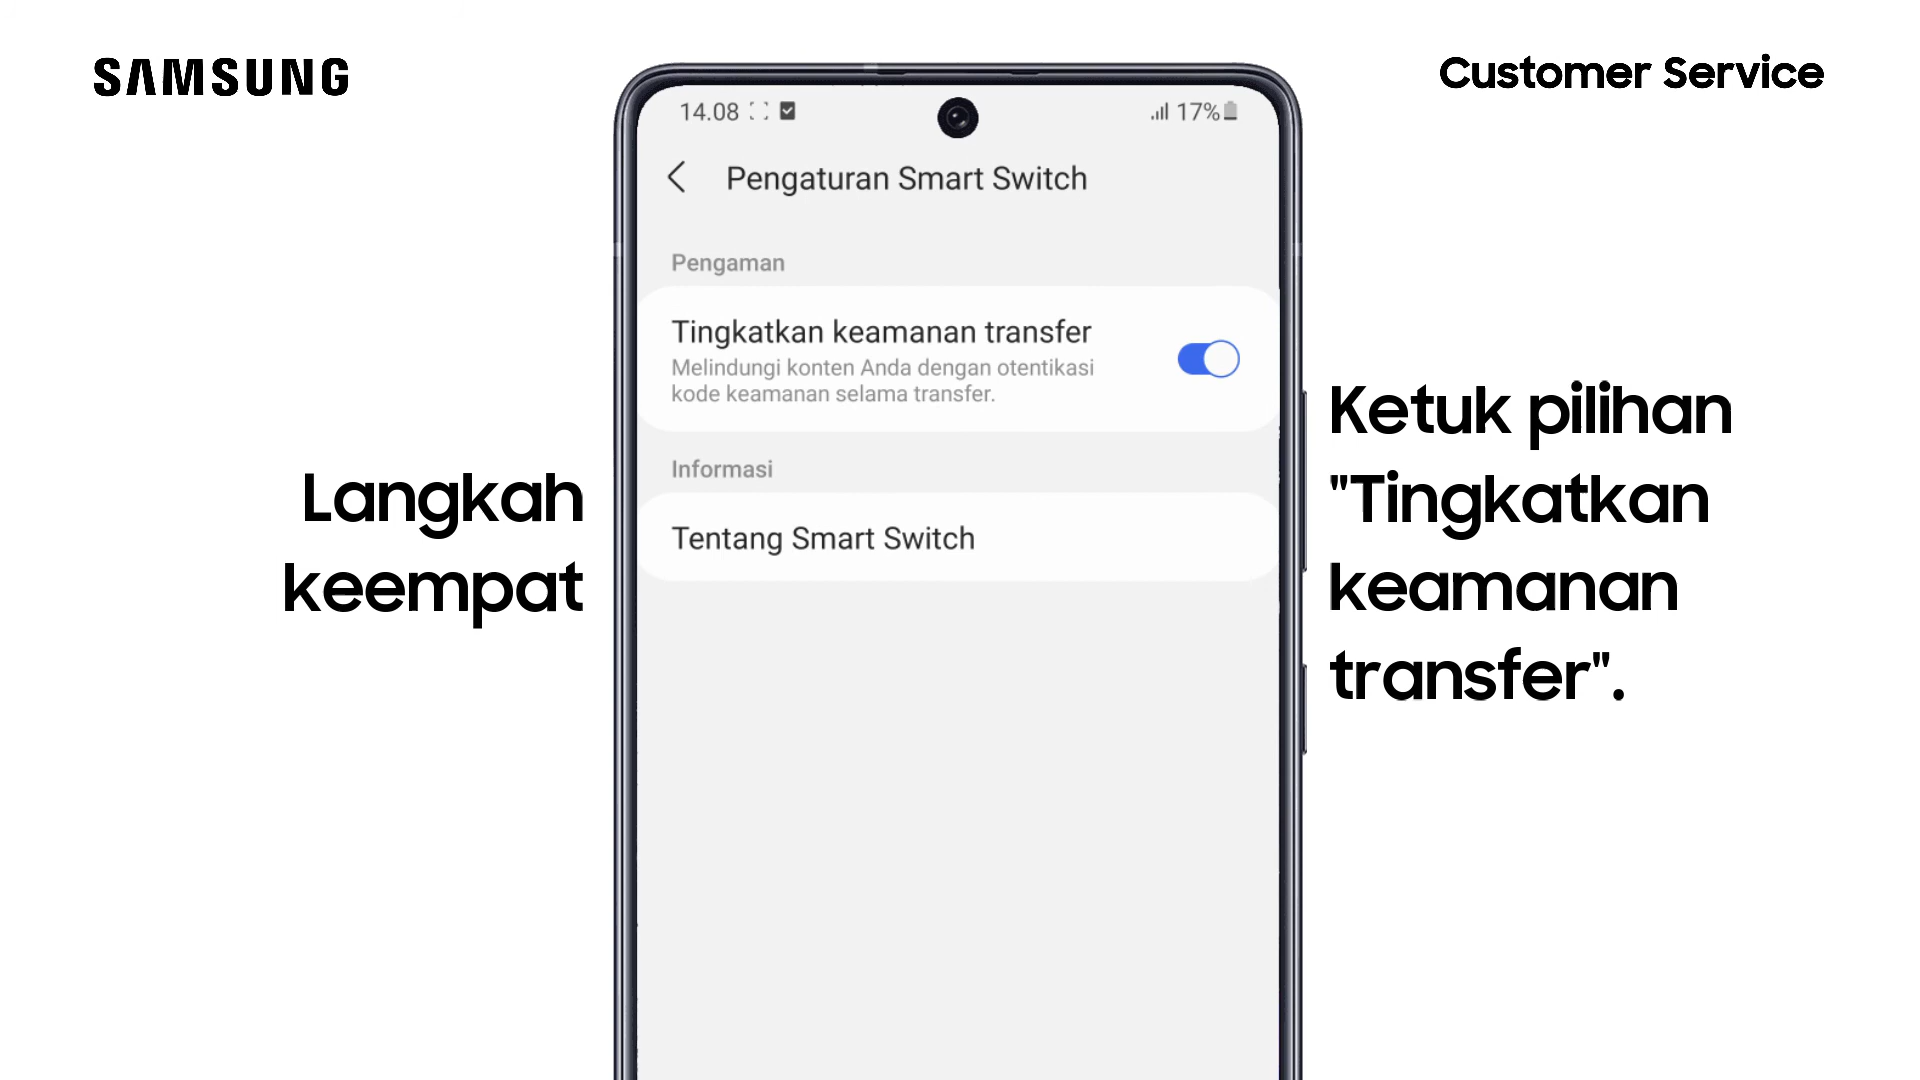 SAMSUNG
Customer Service
14.08
17%
Pengaturan Smart Switch
Pengaman
Tingkatkan keamanan transfer
Melindungi konten Anda dengan otentikasi
kode keamanan selama transfer.
Informasi
Tentang Smart Switch
Langkah
keempat
Ketuk pilihan
"Tingkatkan
keamanan
transfer".